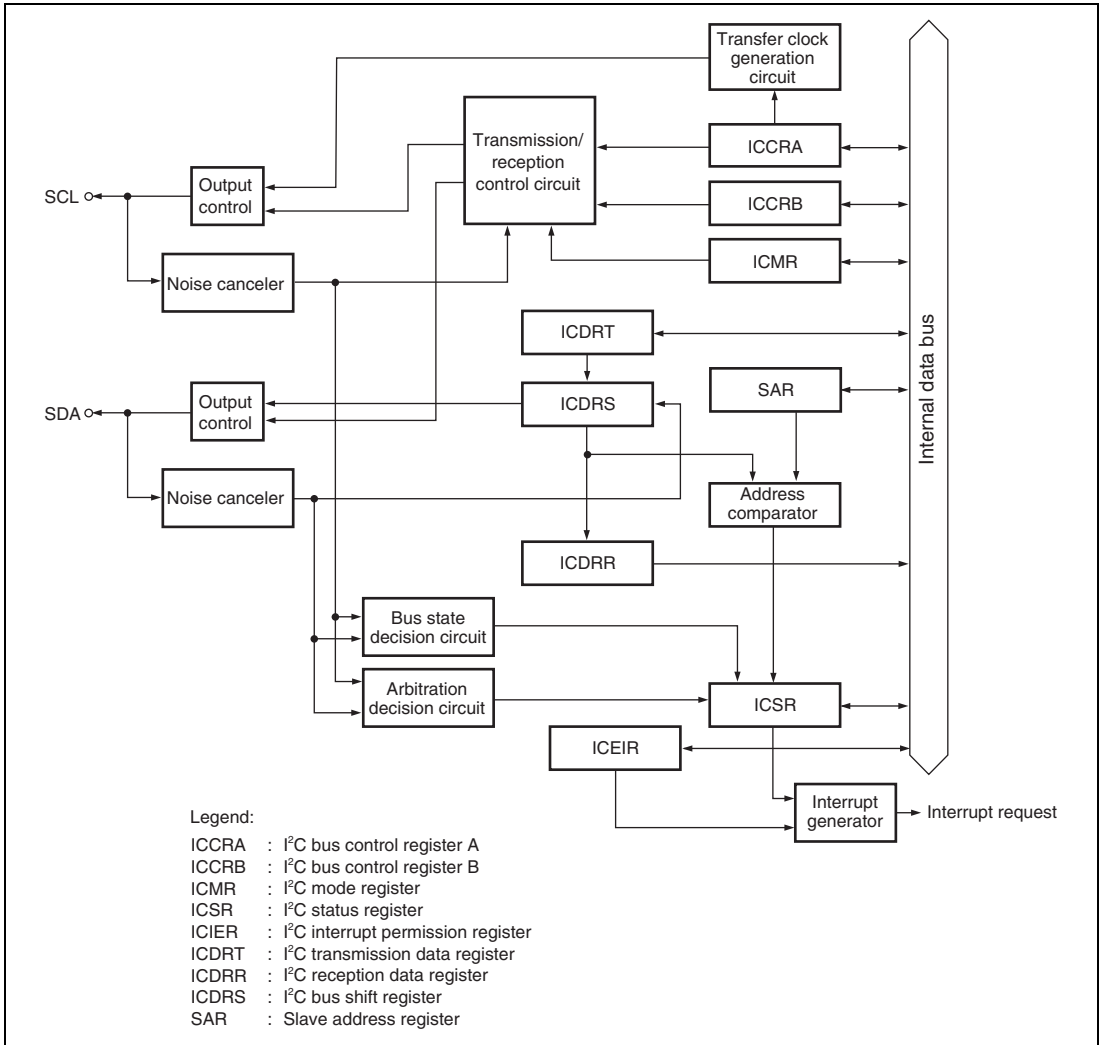 Transfer clock
generation
circuit
Transmission/
reception
control circuit
ICCRA
ICCRB
ICMR
SCL
Output
control
Noise canceler
ICDRT
ICDRS
SAR
SDA
Output
control
Noise canceler
Address
comparator
ICDRR
Bus state
decision circuit
Arbitration
decision circuit
ICSR
ICEIR
Interrupt
generator
Interrupt request
Internal data bus
Legend:
ICCRA : I²C bus control register A
ICCRB : I²C bus control register B
ICMR : I²C mode register
ICSR : I²C status register
ICIER : I²C interrupt permission register
ICDRT : I²C transmission data register
ICDRR : I²C reception data register
ICDRS : I²C bus shift register
SAR : Slave address register